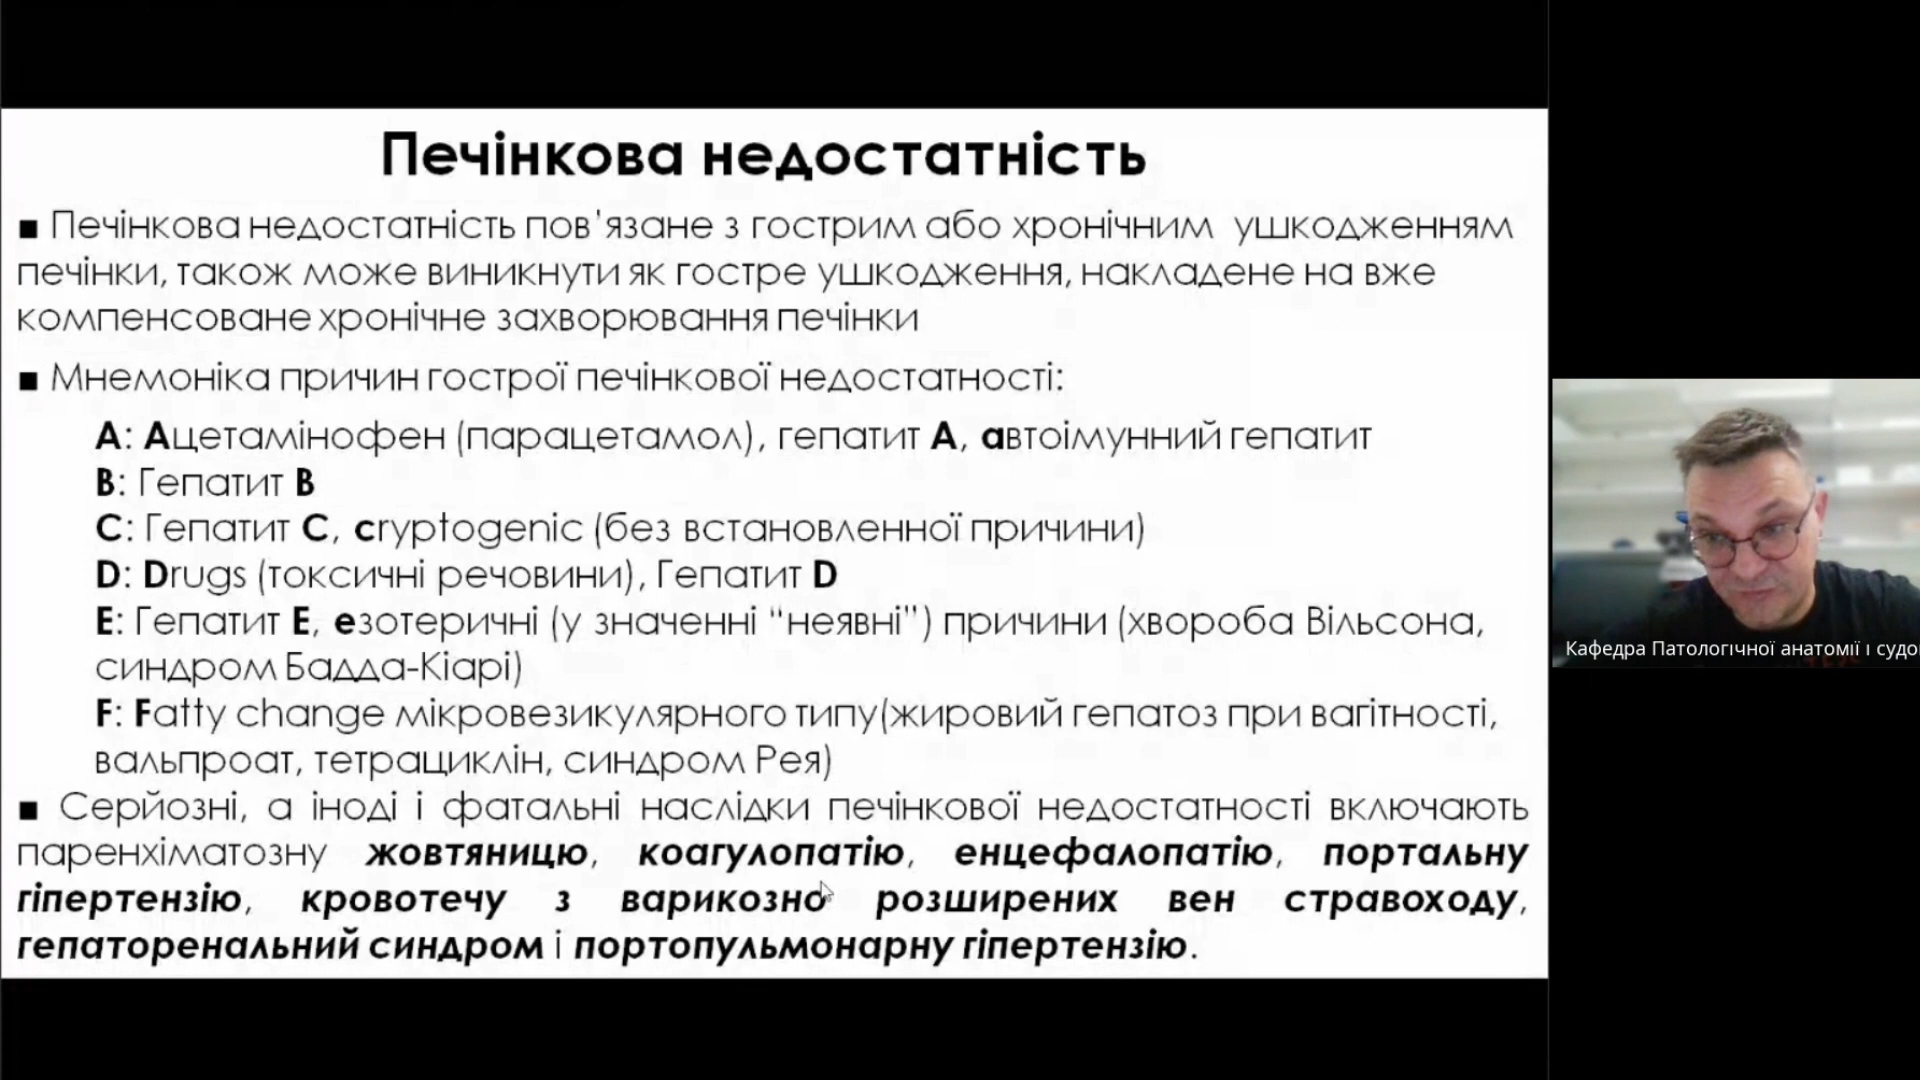 Печінкова недостатність
▪ Печінкова недостатність пов'язане з гострим або хронічним ушкодженням
печінки, також може виникнути як гостре ушкодження, накладене на вже
компенсоване хронічне захворювання печінки
▪ Мнемоніка причин гострої печінкової недостатності:
A: Ацетамінофен (парацетамол), гепатит A, автоімунний гепатит
B: Гепатит B
C: Гепатит C, cryptogenic (без встановленної причини)
D: Drugs (токсичні речовини), Гепатит D
E: Гепатит E, езотеричні (у значенні "неявні") причини (хвороба Вільсона,
синдром Бадда-Кіарі)
F: Fatty change мікровезикулярного типу(жировий гепатоз при вагітності,
вальпроат, тетрациклін, синдром Рея)
▪ Серйозні, а іноді і фатальні наслідки печінкової недостатності включають
паренхіматозну жовтяницю, коагулопатію, енцефалопатію, портальну
гіпертензію, кровотечу з варикозно розширених вен стравоходу,
гепаторенальний синдром і портопульмонарну гіпертензію.
Кафедра Патологічної анатомії і судо